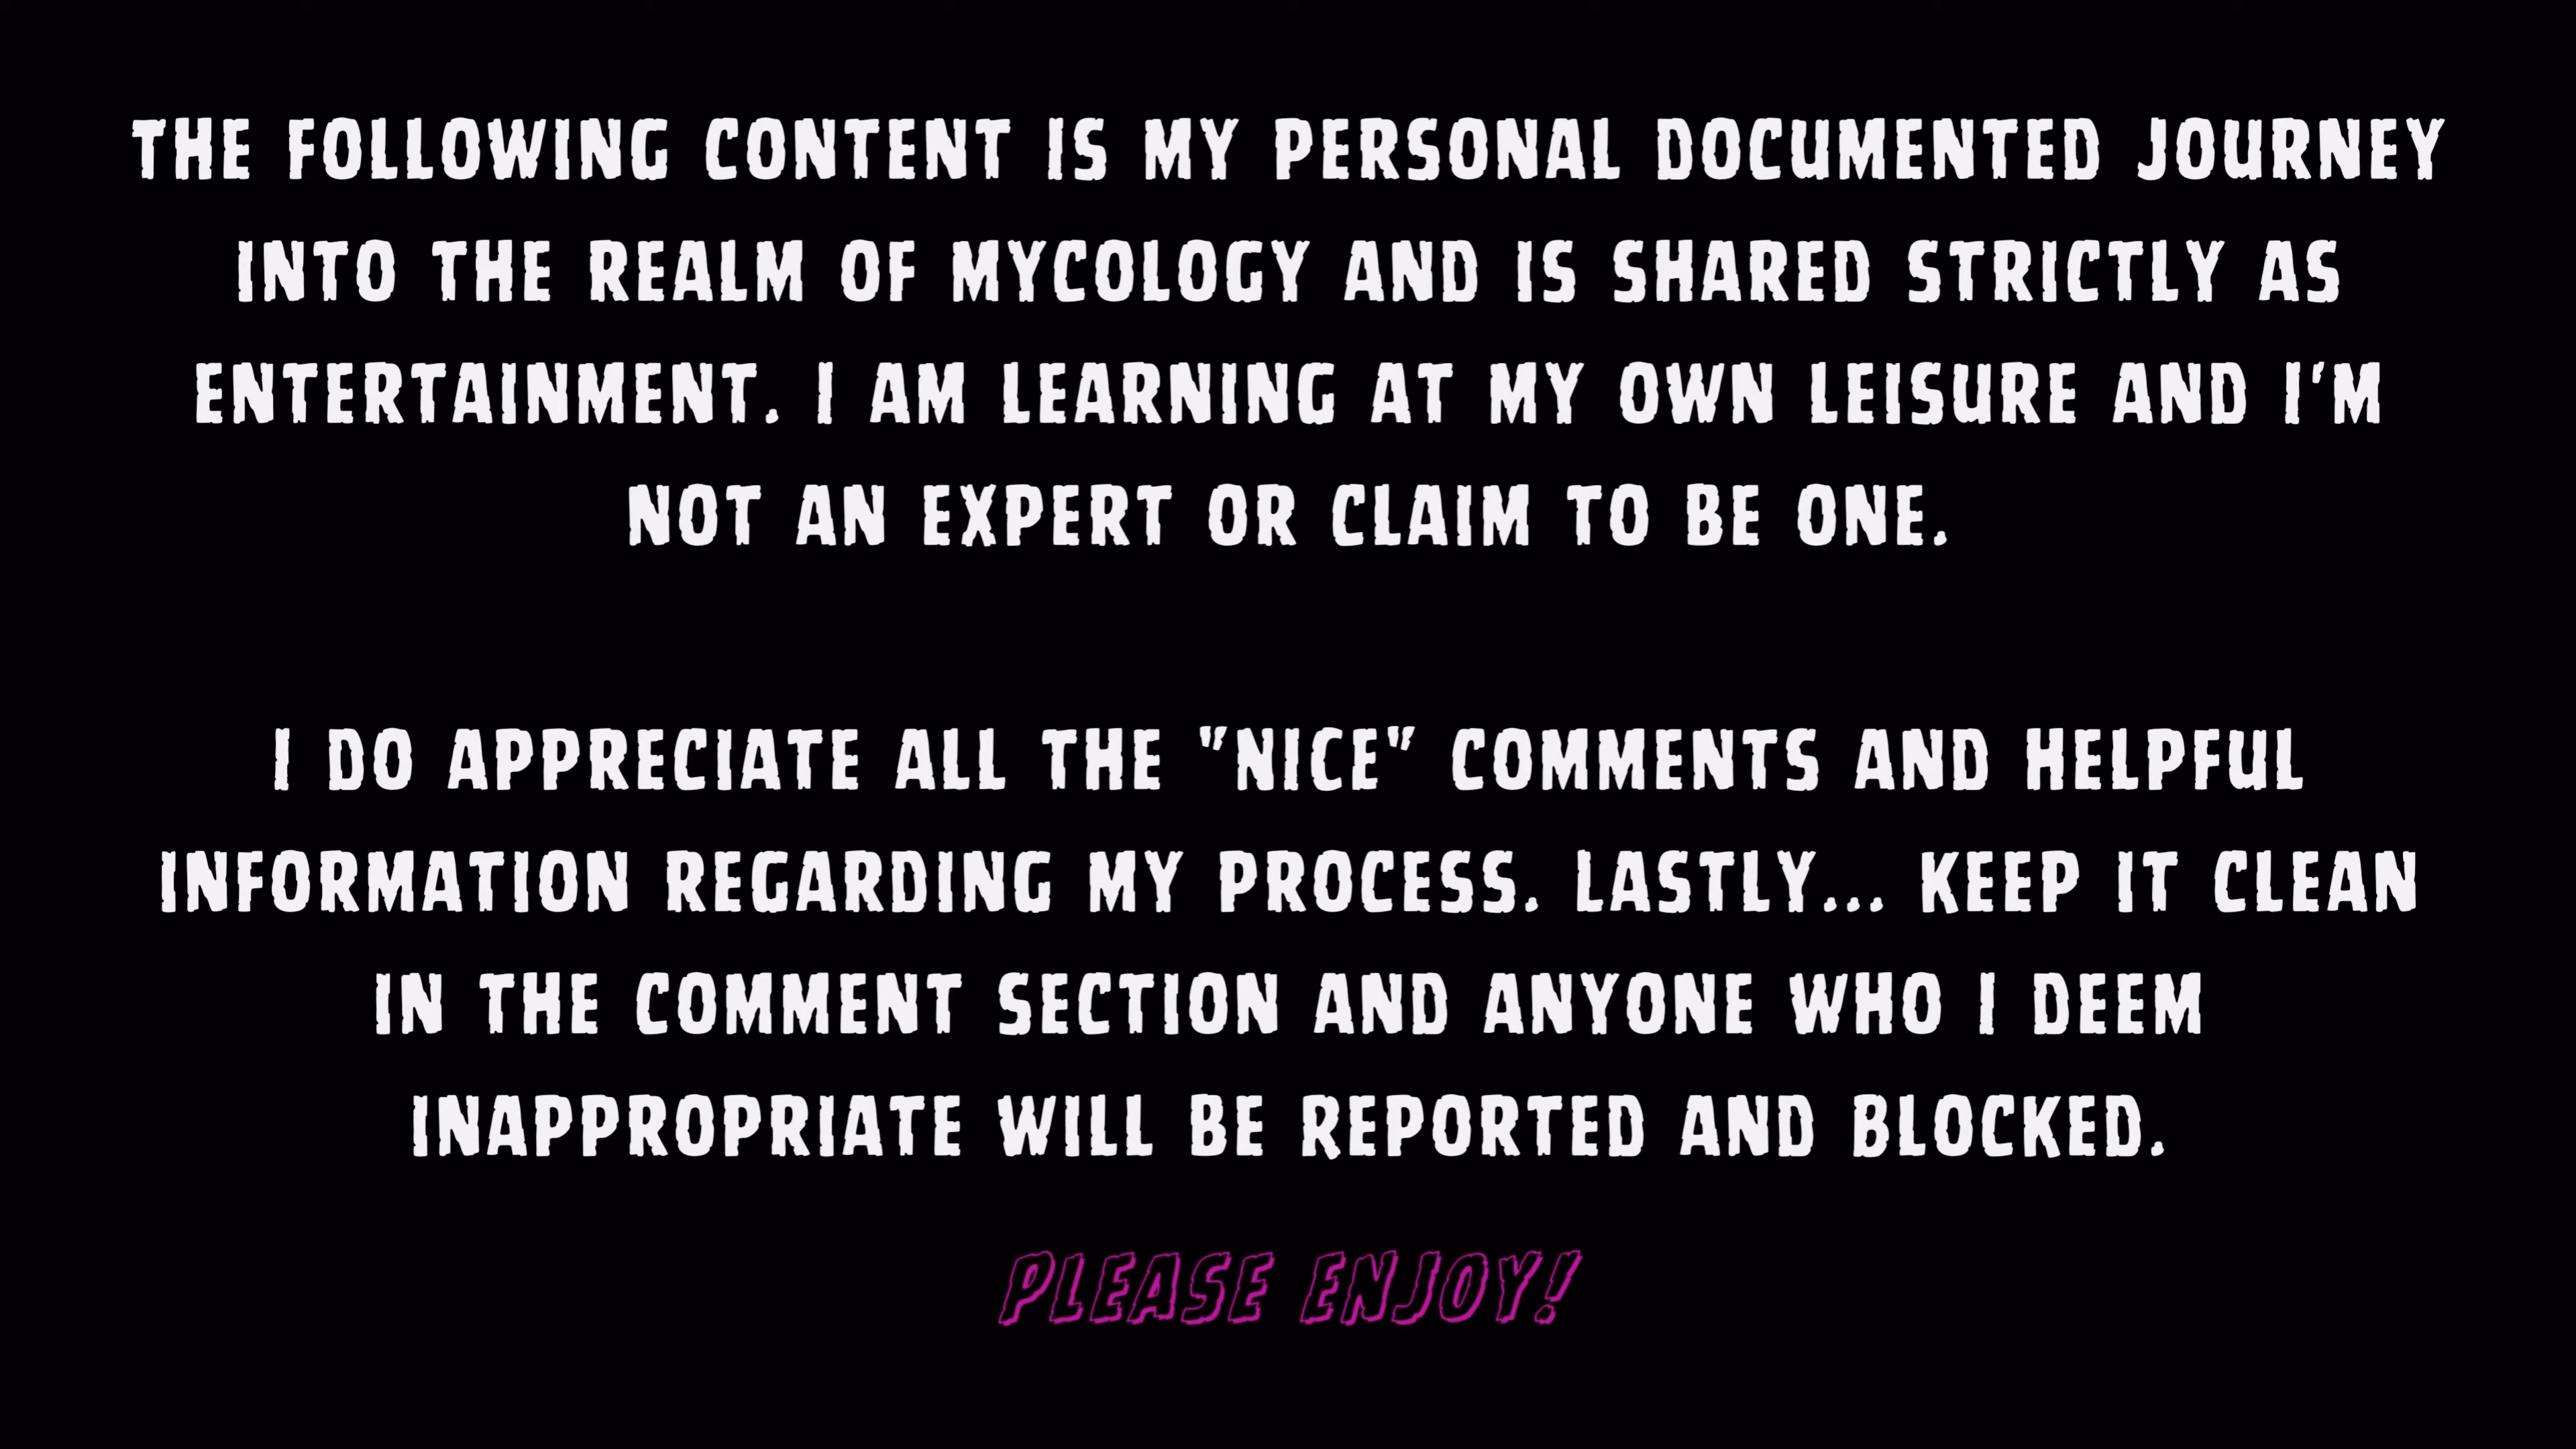 THE FOLLOWING CONTENT IS MY PERSONAL DOCUMENTED JOURNEY
INTO THE REALM OF MYCOLOGY AND IS SHARED STRICTLY AS
ENTERTAINMENT. I AM LEARNING AT MY OWN LEISURE AND I'M
NOT AN EXPERT OR CLAIM TO BE ONE.
I DO APPRECIATE ALL THE "NICE" COMMENTS AND HELPFUL
INFORMATION REGARDING MY PROCESS. LASTLY... KEEP IT CLEAN
IN THE COMMENT SECTION AND ANYONE WHO I DEEM
INAPPROPRIATE WILL BE REPORTED AND BLOCKED.
PLEASE ENJOY!